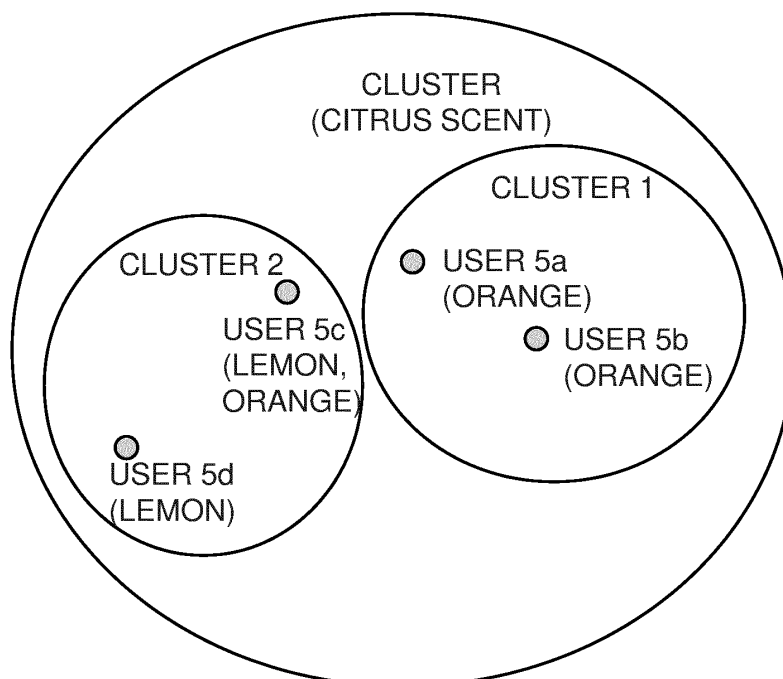 CLUSTER
(CITRUS SCENT)
CLUSTER 1
USER 5a
(ORANGE)
USER 5b
(ORANGE)
CLUSTER 2
USER 5c
(LEMON,
ORANGE)
USER 5d
(LEMON)